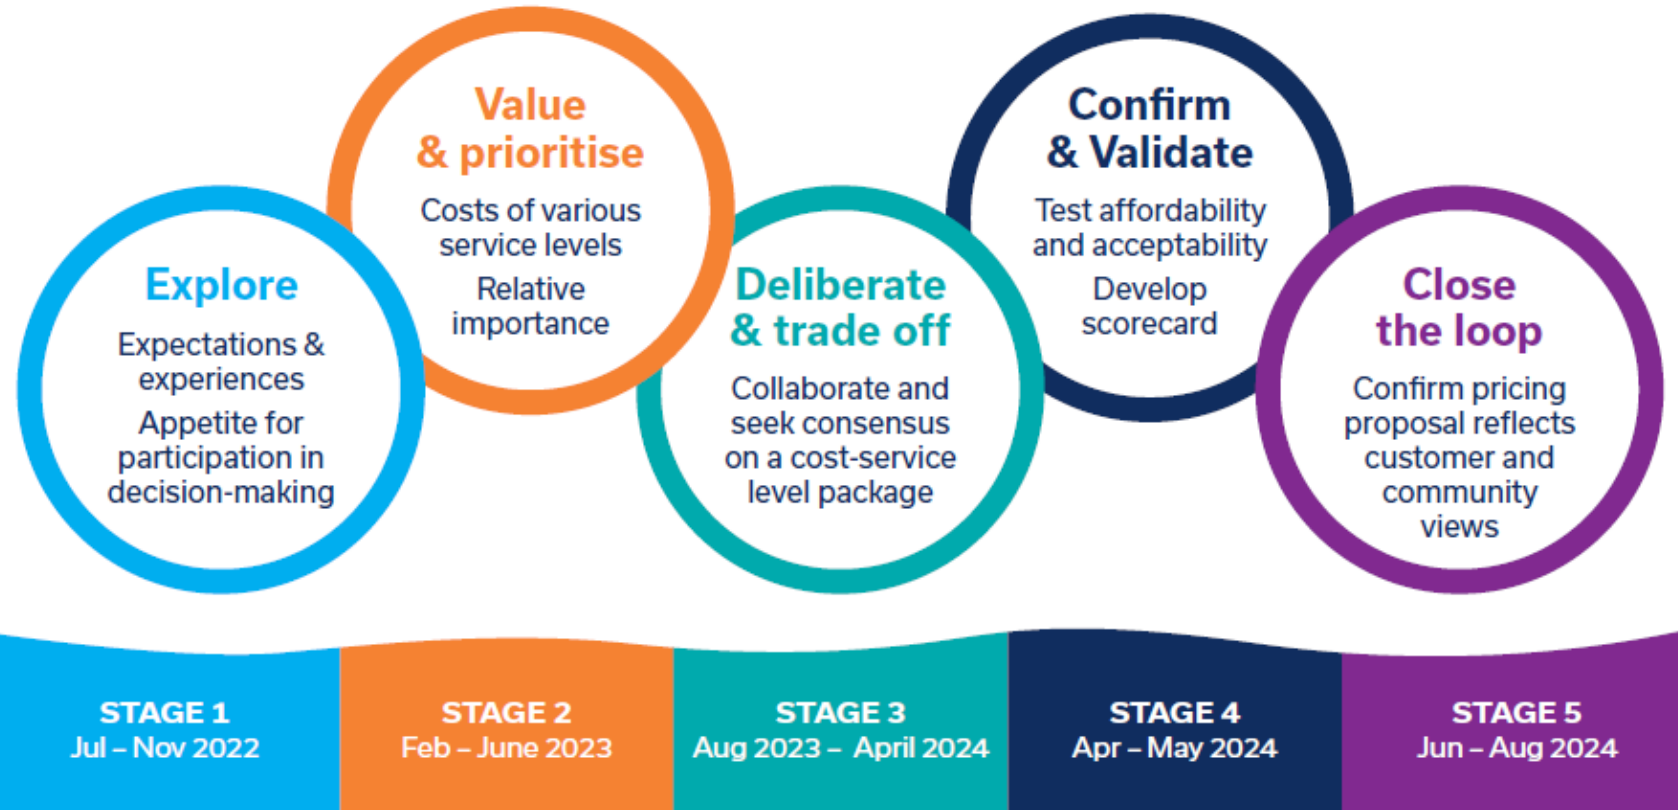 Explore
Expectations &
experiences
Appetite for
participation in
decision-making
Value
& prioritise
Costs of various
service levels
Relative
importance
Deliberate
& trade off
Collaborate and
seek consensus
on a cost-service
level package
Confirm
& Validate
Test affordability
and acceptability
Develop
scorecard
Close
the loop
Confirm pricing
proposal reflects
customer and
community
views
STAGE 1
Jul – Nov 2022
STAGE 2
Feb – June 2023
STAGE 3
Aug 2023 – April 2024
STAGE 4
Apr – May 2024
STAGE 5
Jun – Aug 2024